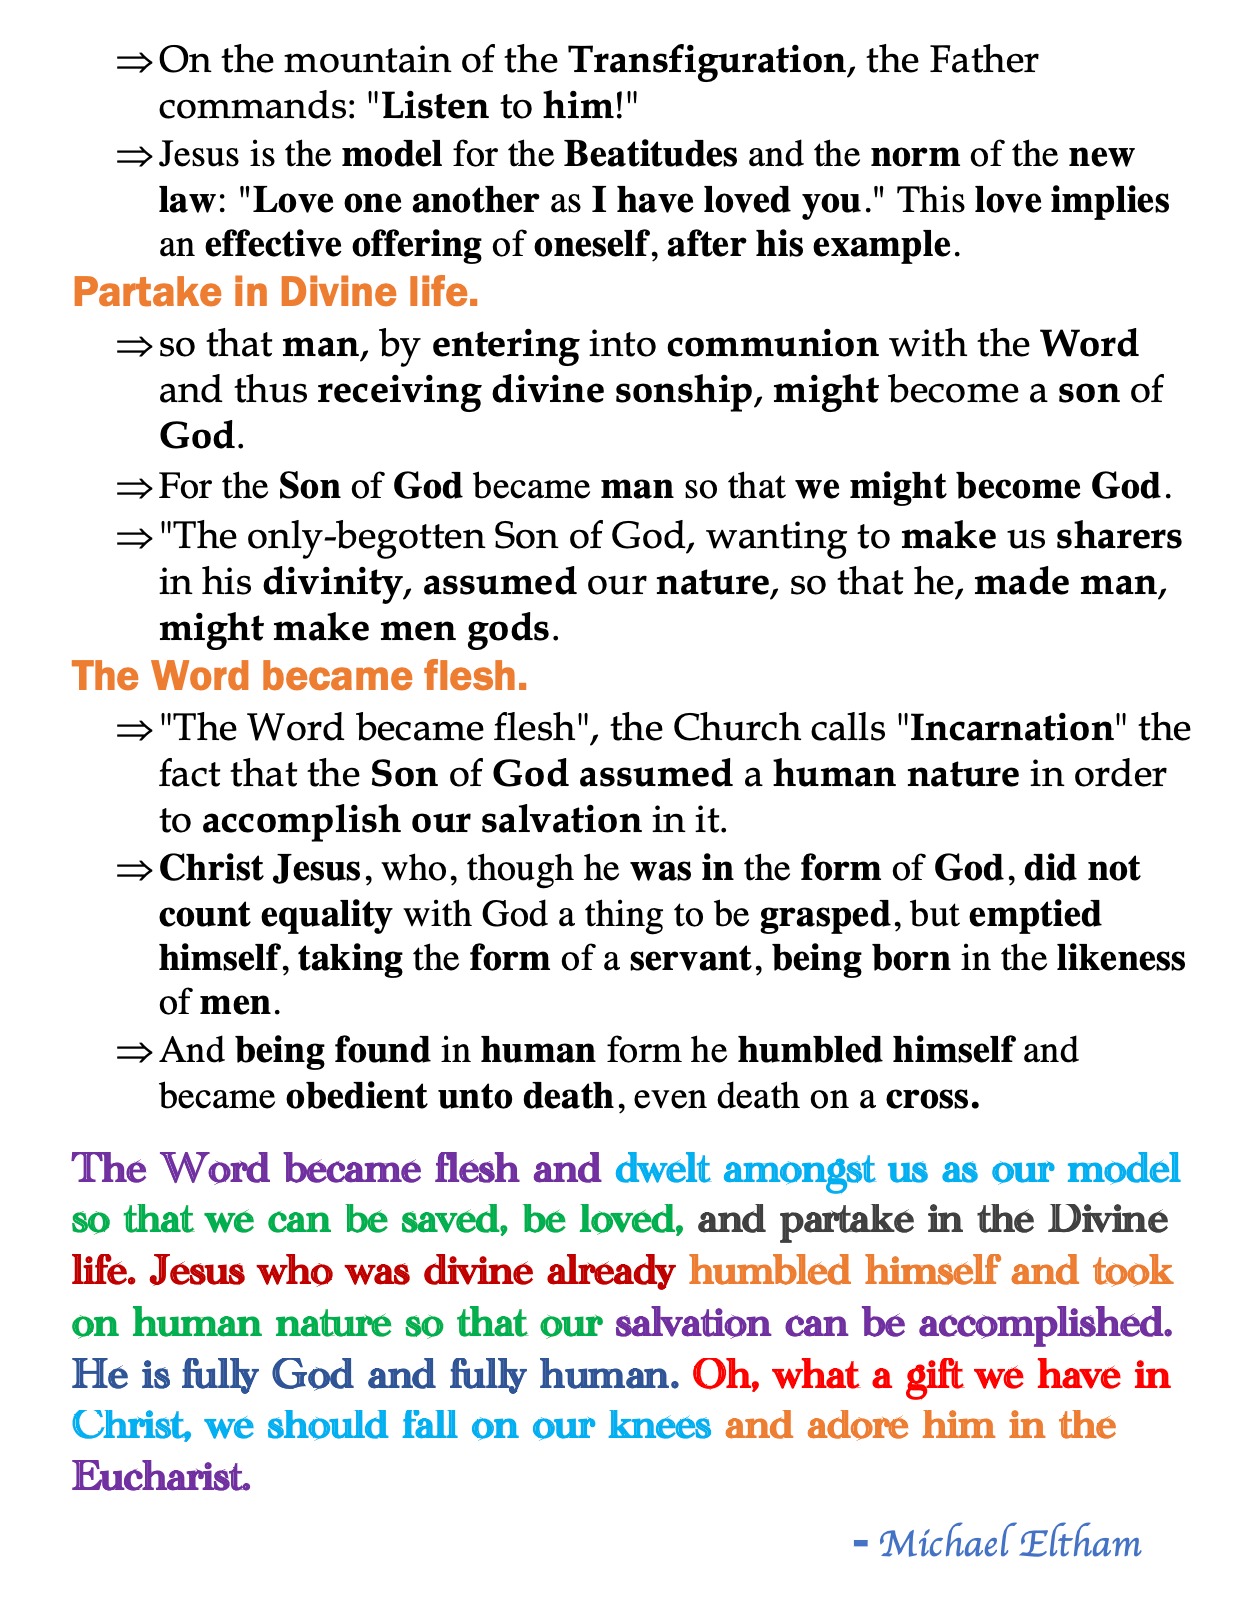 ⇒ On the mountain of the Transfiguration, the Father
commands: "Listen to him!"
⇒ Jesus is the model for the Beatitudes and the norm of the new
law: "Love one another as I have loved you." This love implies
an effective offering of oneself, after his example.
Partake in Divine life.
⇒ so that man, by entering into communion with the Word
and thus receiving divine sonship, might become a son of
God.
⇒ For the Son of God became man so that we might become God.
⇒ "The only-begotten Son of God, wanting to make us sharers
in his divinity, assumed our nature, so that he, made man,
might make men gods.
The Word became flesh.
⇒ "The Word became flesh", the Church calls "Incarnation" the
fact that the Son of God assumed a human nature in order
to accomplish our salvation in it.
⇒ Christ Jesus, who, though he was in the form of God, did not
count equality with God a thing to be grasped, but emptied
himself, taking the form of a servant, being born in the likeness
of men.
⇒ And being found in human form he humbled himself and
became obedient unto death, even death on a cross.
The Word became flesh and dwelt amongst us as our model
so that we can be saved, be loved, and partake in the Divine
life. Jesus who was divine already humbled himself and took
on human nature so that our salvation can be accomplished.
He is fully God and fully human. Oh, what a gift we have in
Christ, we should fall on our knees and adore him in the
Eucharist.
- Michael Eltham